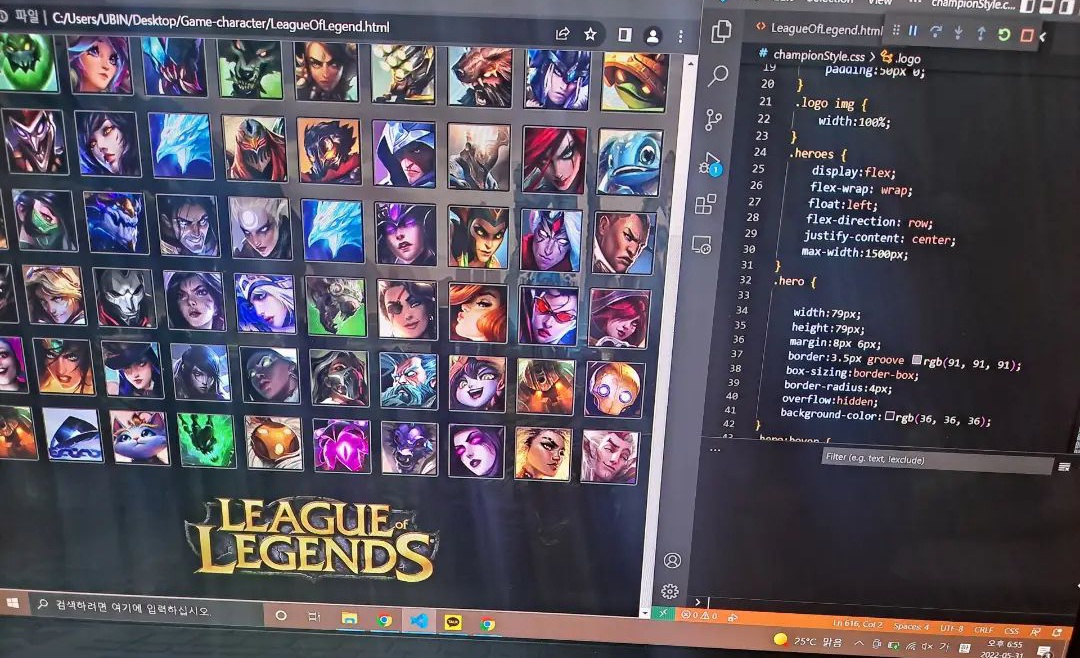 파일 | C:/Users/UBIN/Desktop/Game-character/LeagueOfLegend.html
LEAGUE of
LEGENDS
검색하려면 여기에 입력하십시오.
TALK
View
championStyle.c...
LeagueOfLegend.html
# championStyle.css > .logo
19 padding:50px 0;
20 }
21 .logo img {
22 width:100%;
23 }
24 .heroes {
25 display:flex;
26 flex-wrap: wrap;
27 float:left;
28 flex-direction: row;
29 justify-content: center;
30 max-width:1500px;
31 }
32 .hero {
33
34 width:79px;
35 height:79px;
36 margin:8px 6px;
37 border:3.5px groove rgb(91, 91, 91);
38 box-sizing:border-box;
39 border-radius:4px;
40 overflow:hidden;
41 background-color: rgb(36, 36, 36);
42 }
43
1
...
Filter (e.g. text, !exclude)
>
0 0
Ln 616, Col 2 Spaces: 4 UTF-8 CRLF CSS
25°C 맑음
가
오후 6:55
2022-05-31